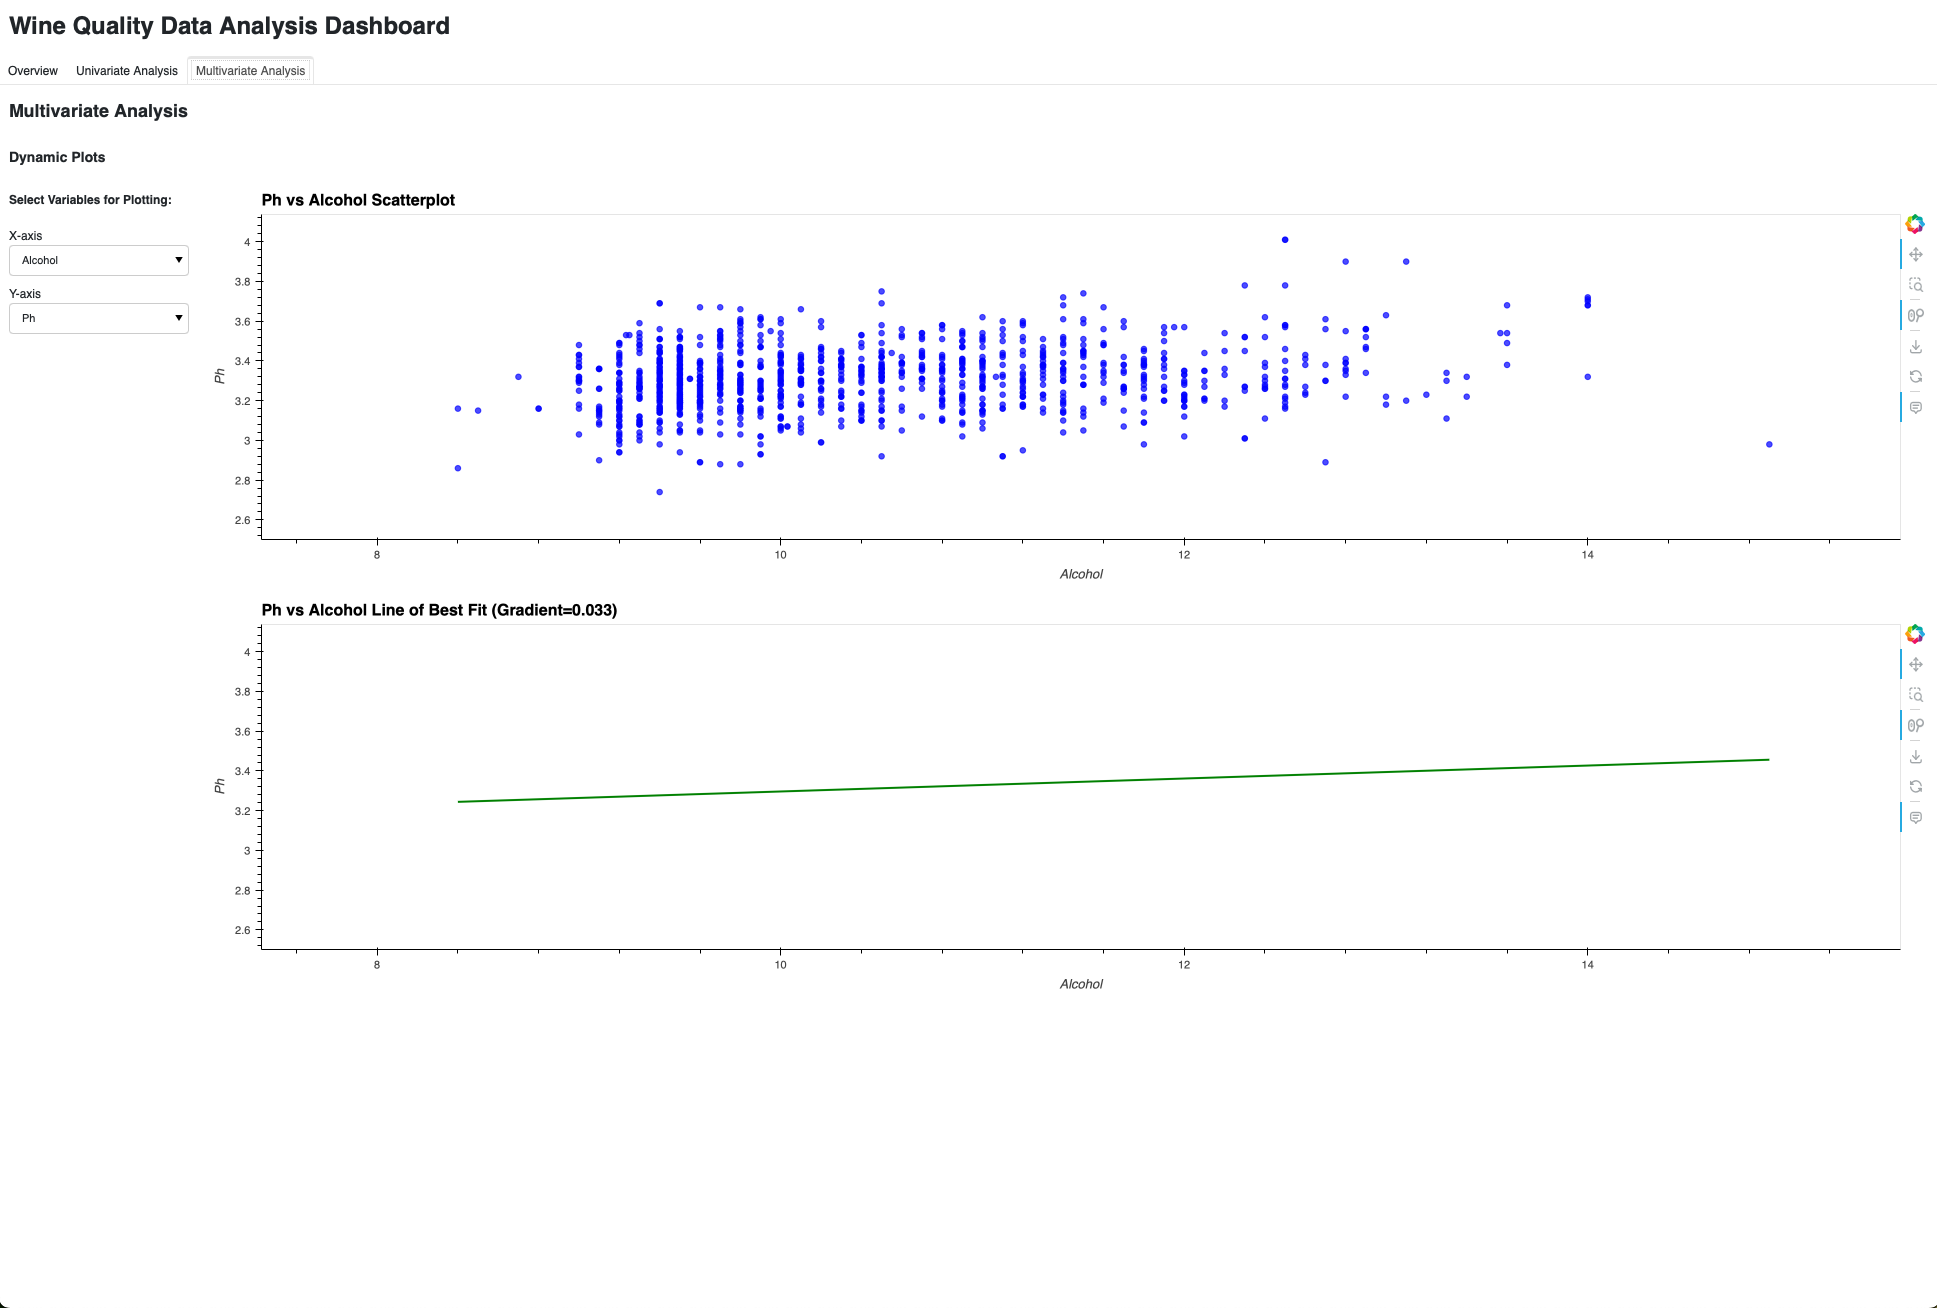 Wine Quality Data Analysis Dashboard
Overview Univariate Analysis Multivariate Analysis
Multivariate Analysis
Dynamic Plots
Select Variables for Plotting:
X-axis
Alcohol
Y-axis
Ph
Ph vs Alcohol Scatterplot
4
3.8
3.6
3.4
3.2
3
2.8
2.6
Ph
8 10 12 14
Alcohol
Ph vs Alcohol Line of Best Fit (Gradient=0.033)
4
3.8
3.6
3.4
3.2
3
2.8
2.6
Ph
8 10 12 14
Alcohol